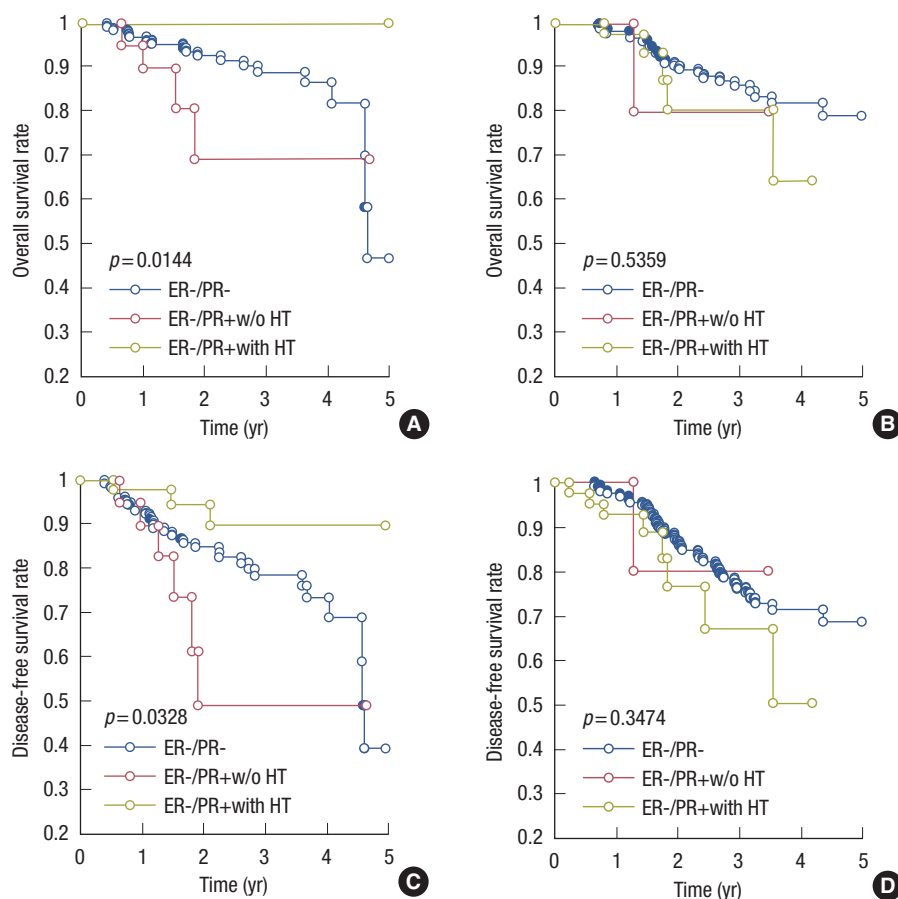 1
0.9
0.8
0.7
0.6
0.5
0.4
0.3
0.2
Overall survival rate
p=0.0144
ER-/PR-
ER-/PR+w/o HT
ER-/PR+with HT
0 1 2 3 4 5
Time (yr)
A
1
0.9
0.8
0.7
0.6
0.5
0.4
0.3
0.2
Overall survival rate
p=0.5359
ER-/PR-
ER-/PR+w/o HT
ER-/PR+with HT
0 1 2 3 4 5
Time (yr)
B
1
0.9
0.8
0.7
0.6
0.5
0.4
0.3
0.2
Disease-free survival rate
p=0.0328
ER-/PR-
ER-/PR+w/o HT
ER-/PR+with HT
0 1 2 3 4 5
Time (yr)
C
1
0.9
0.8
0.7
0.6
0.5
0.4
0.3
0.2
Disease-free survival rate
p=0.3474
ER-/PR-
ER-/PR+w/o HT
ER-/PR+with HT
0 1 2 3 4 5
Time (yr)
D